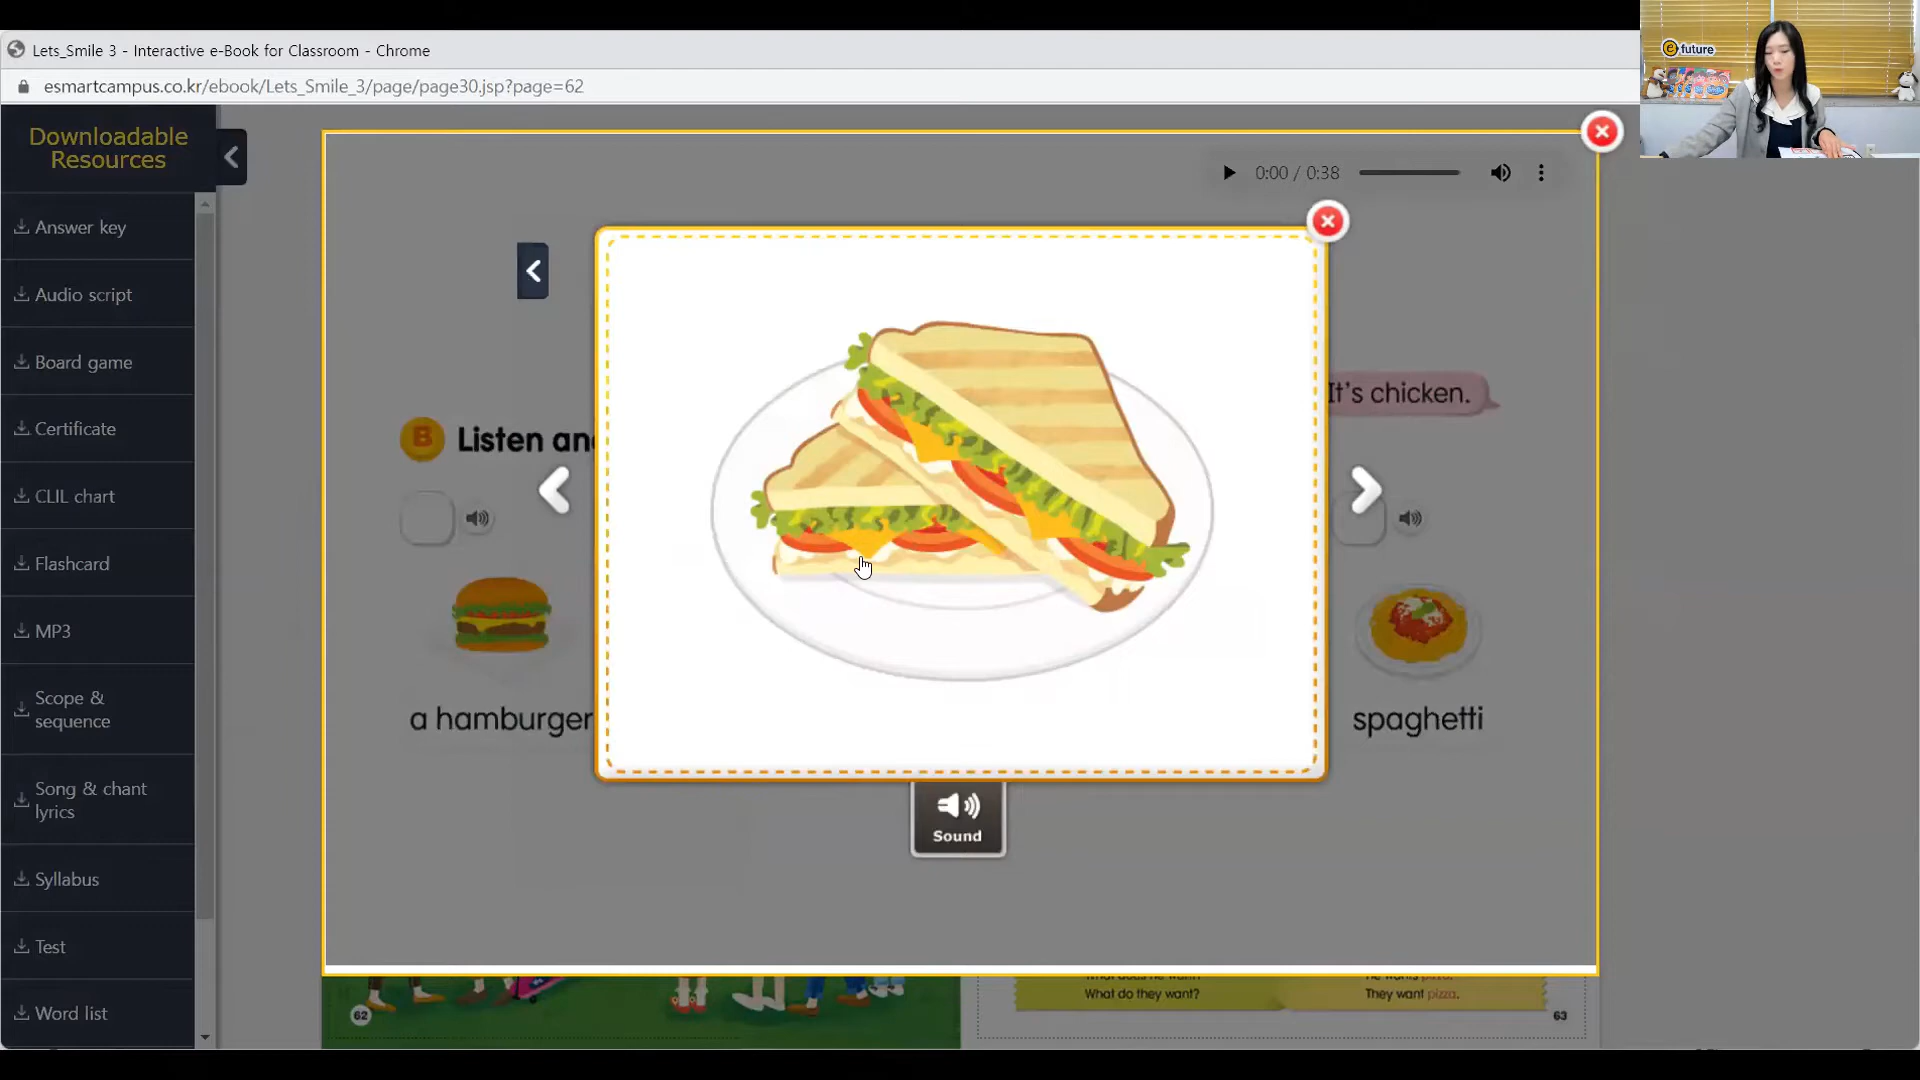 Lets_Smile 3 - Interactive e-Book for Classroom - Chrome
esmartcampus.co.kr/ebook/Lets_Smile_3/page/page30.jsp?page=62
e future
Downloadable
Resources
Answer key
Audio script
Board game
Certificate
CLIL chart
Flashcard
MP3
Scope &
sequence
Song & chant
lyrics
Syllabus
Test
Word list
0:00 / 0:38
It's chicken.
B Listen an
a hamburger
spaghetti
Sound
What do they want?
They want pizza.
62
63